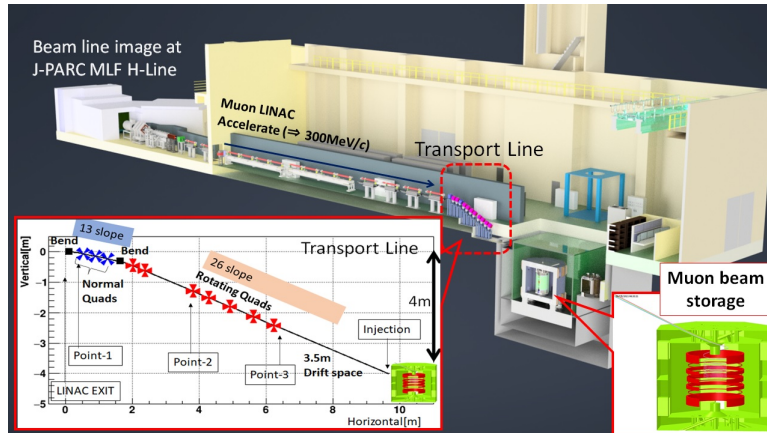 Beam line image at
J-PARC MLF H-Line
Muon LINAC
Accelerate (⇒ 300MeV/c)
Transport Line
13 slope
Bend
Bend
Transport Line
26 slope
Rotating Quads
Normal
Quads
4m
Injection
Point-1
Point-2
Point-3
3.5m
Drift space
LINAC EXIT
Vertical[m]
0
−1
−2
−3
−4
−5
0
2
4
6
8
10
Horizontal[m]
Muon beam
storage